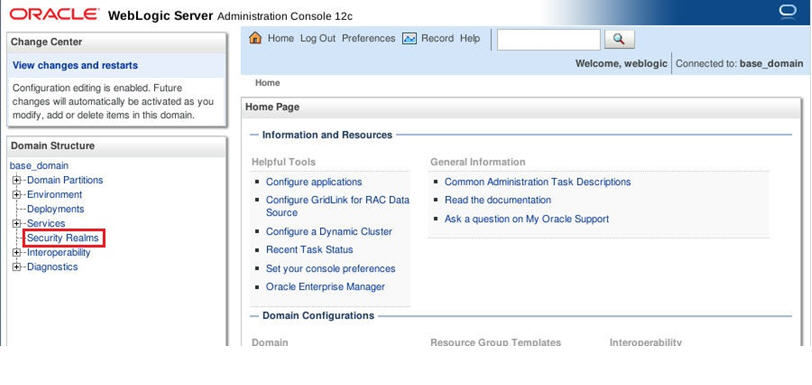 ORACLE WebLogic Server Administration Console 12c
Change Center
View changes and restarts
Configuration editing is enabled. Future
changes will automatically be activated as you
modify, add or delete items in this domain.
Domain Structure
base_domain
Domain Partitions
Environment
Deployments
Services
Security Realms
Interoperability
Diagnostics
Home Log Out Preferences Record Help
Welcome, weblogic Connected to: base_domain
Home
Home Page
Information and Resources
Helpful Tools
Configure applications
Configure GridLink for RAC Data
Source
Configure a Dynamic Cluster
Recent Task Status
Set your console preferences
Oracle Enterprise Manager
General Information
Common Administration Task Descriptions
Read the documentation
Ask a question on My Oracle Support
Domain Configurations
Domain
Resource Group Templates
Interoperability